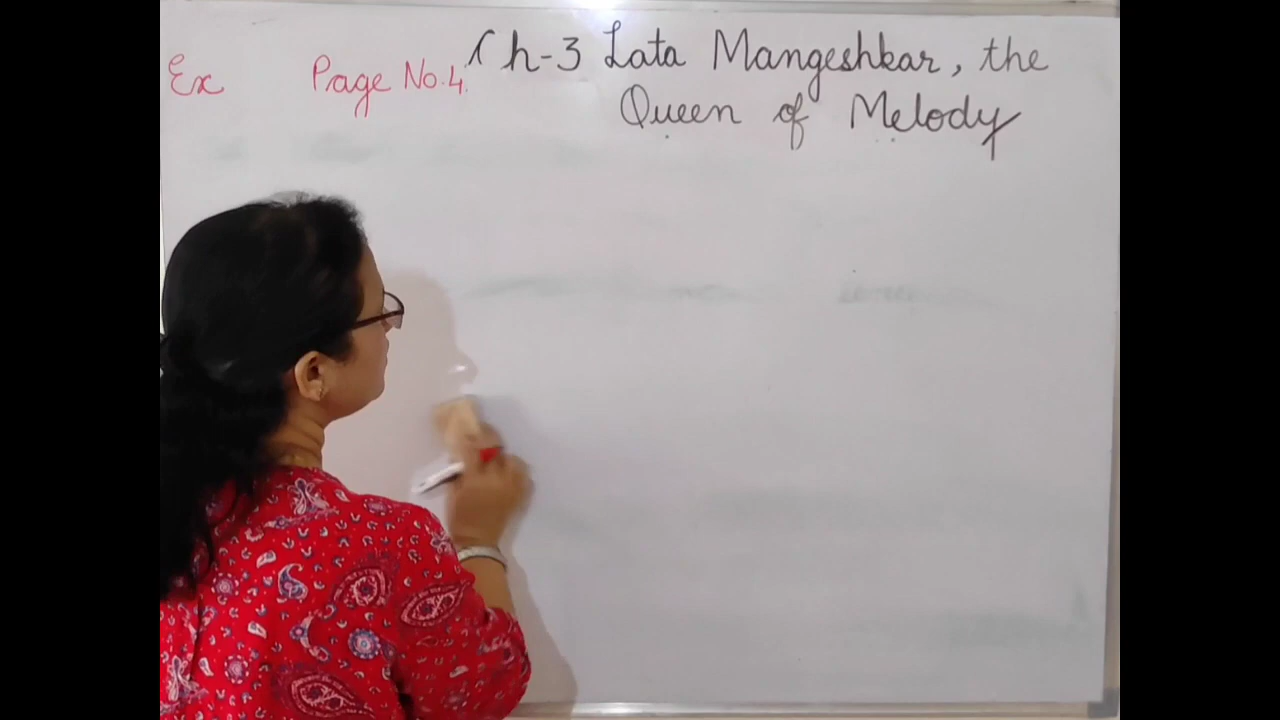 Ex Page No.4. Ch-3 Lata Mangeshkar, the
Queen of Melody